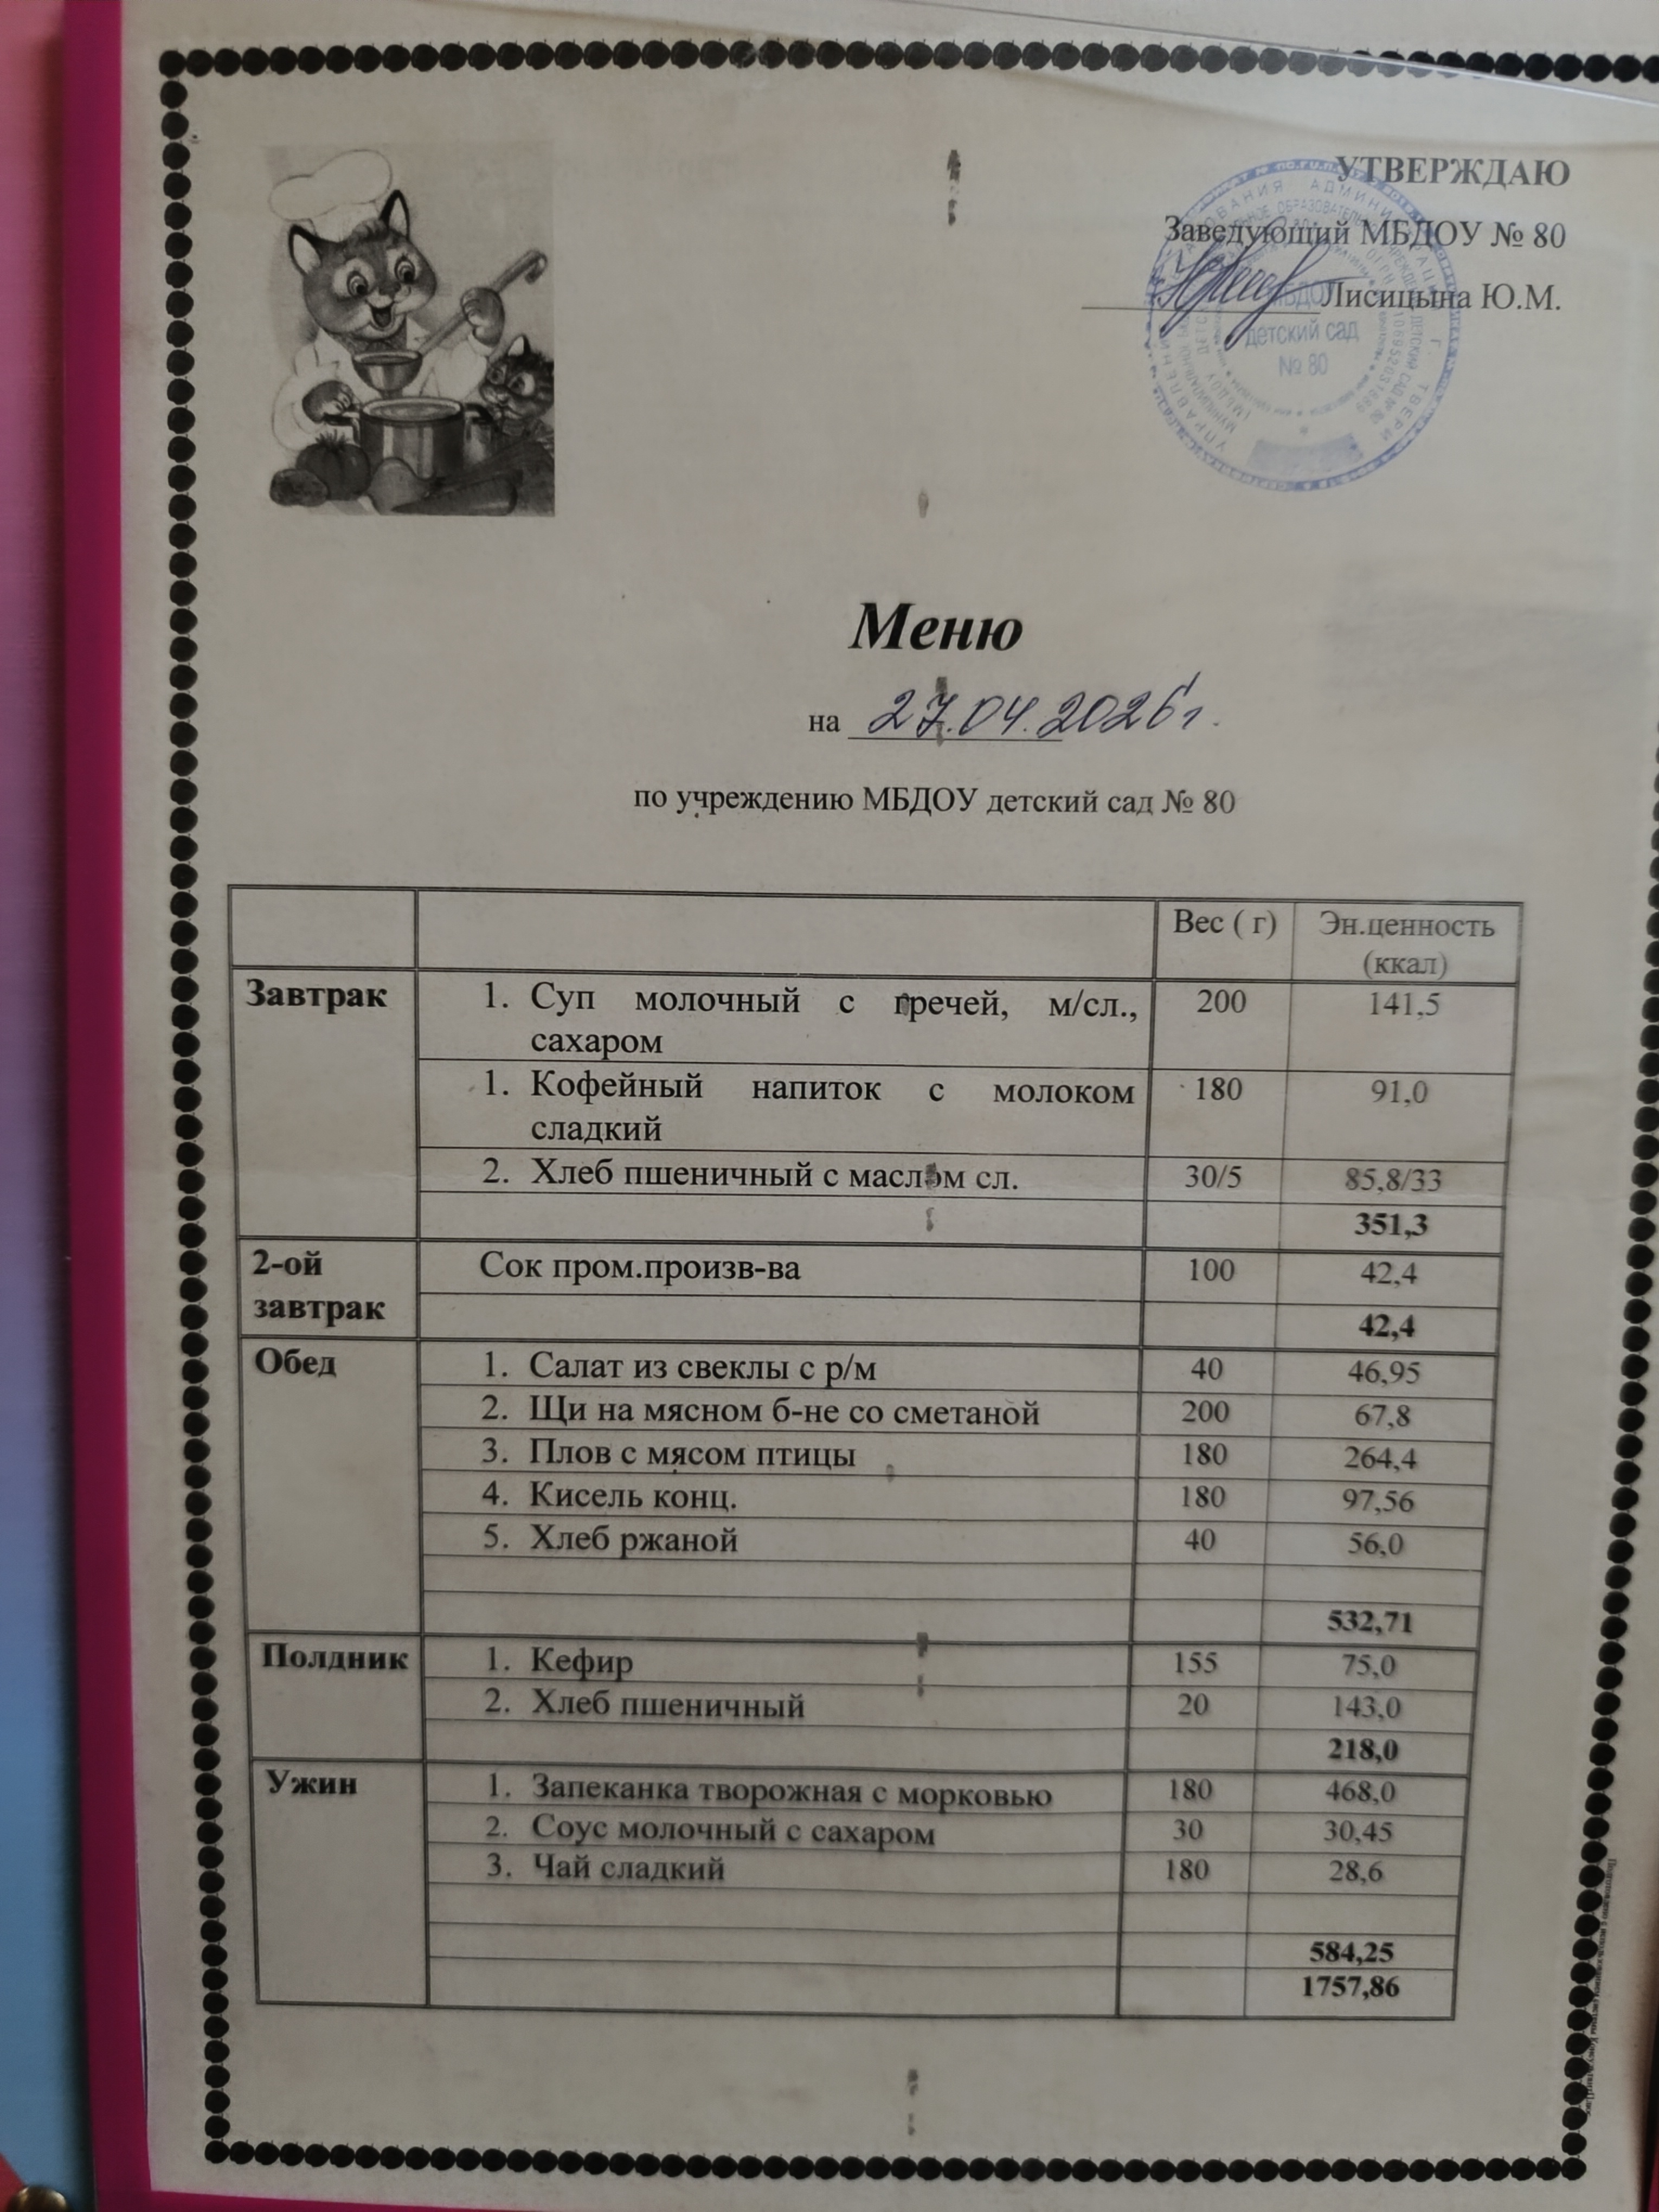 УТВЕРЖДАЮ
Заведующий МБДОУ № 80
Лисицына Ю.М.
детский сад
№ 80
Меню
на 27.04.2026г.
по учреждению МБДОУ детский сад № 80
Вес ( г) Эн.ценность
(ккал)
Завтрак 1. Суп молочный с гречей, м/сл., 200 141,5
сахаром
1. Кофейный напиток с молоком 180 91,0
сладкий
2. Хлеб пшеничный с маслом сл. 30/5 85,8/33
351,3
2-ой Сок пром.произв-ва 100 42,4
завтрак 42,4
Обед 1. Салат из свеклы с р/м 40 46,95
2. Щи на мясном б-не со сметаной 200 67,8
3. Плов с мясом птицы 180 264,4
4. Кисель конц. 180 97,56
5. Хлеб ржаной 40 56,0
532,71
Полдник 1. Кефир 155 75,0
2. Хлеб пшеничный 20 143,0
218,0
Ужин 1. Запеканка творожная с морковью 180 468,0
2. Соус молочный с сахаром 30 30,45
3. Чай сладкий 180 28,6
584,25
1757,86